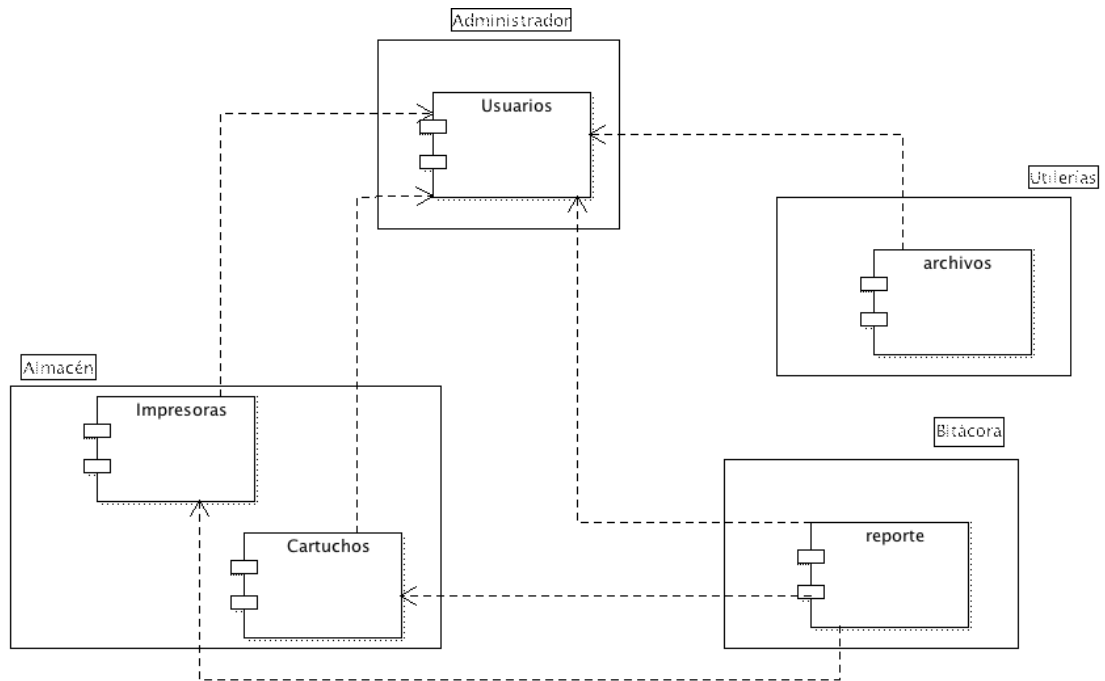 Administrador
Usuarios
Utilerías
archivos
Almacén
Impresoras
Bitácora
Cartuchos
reporte